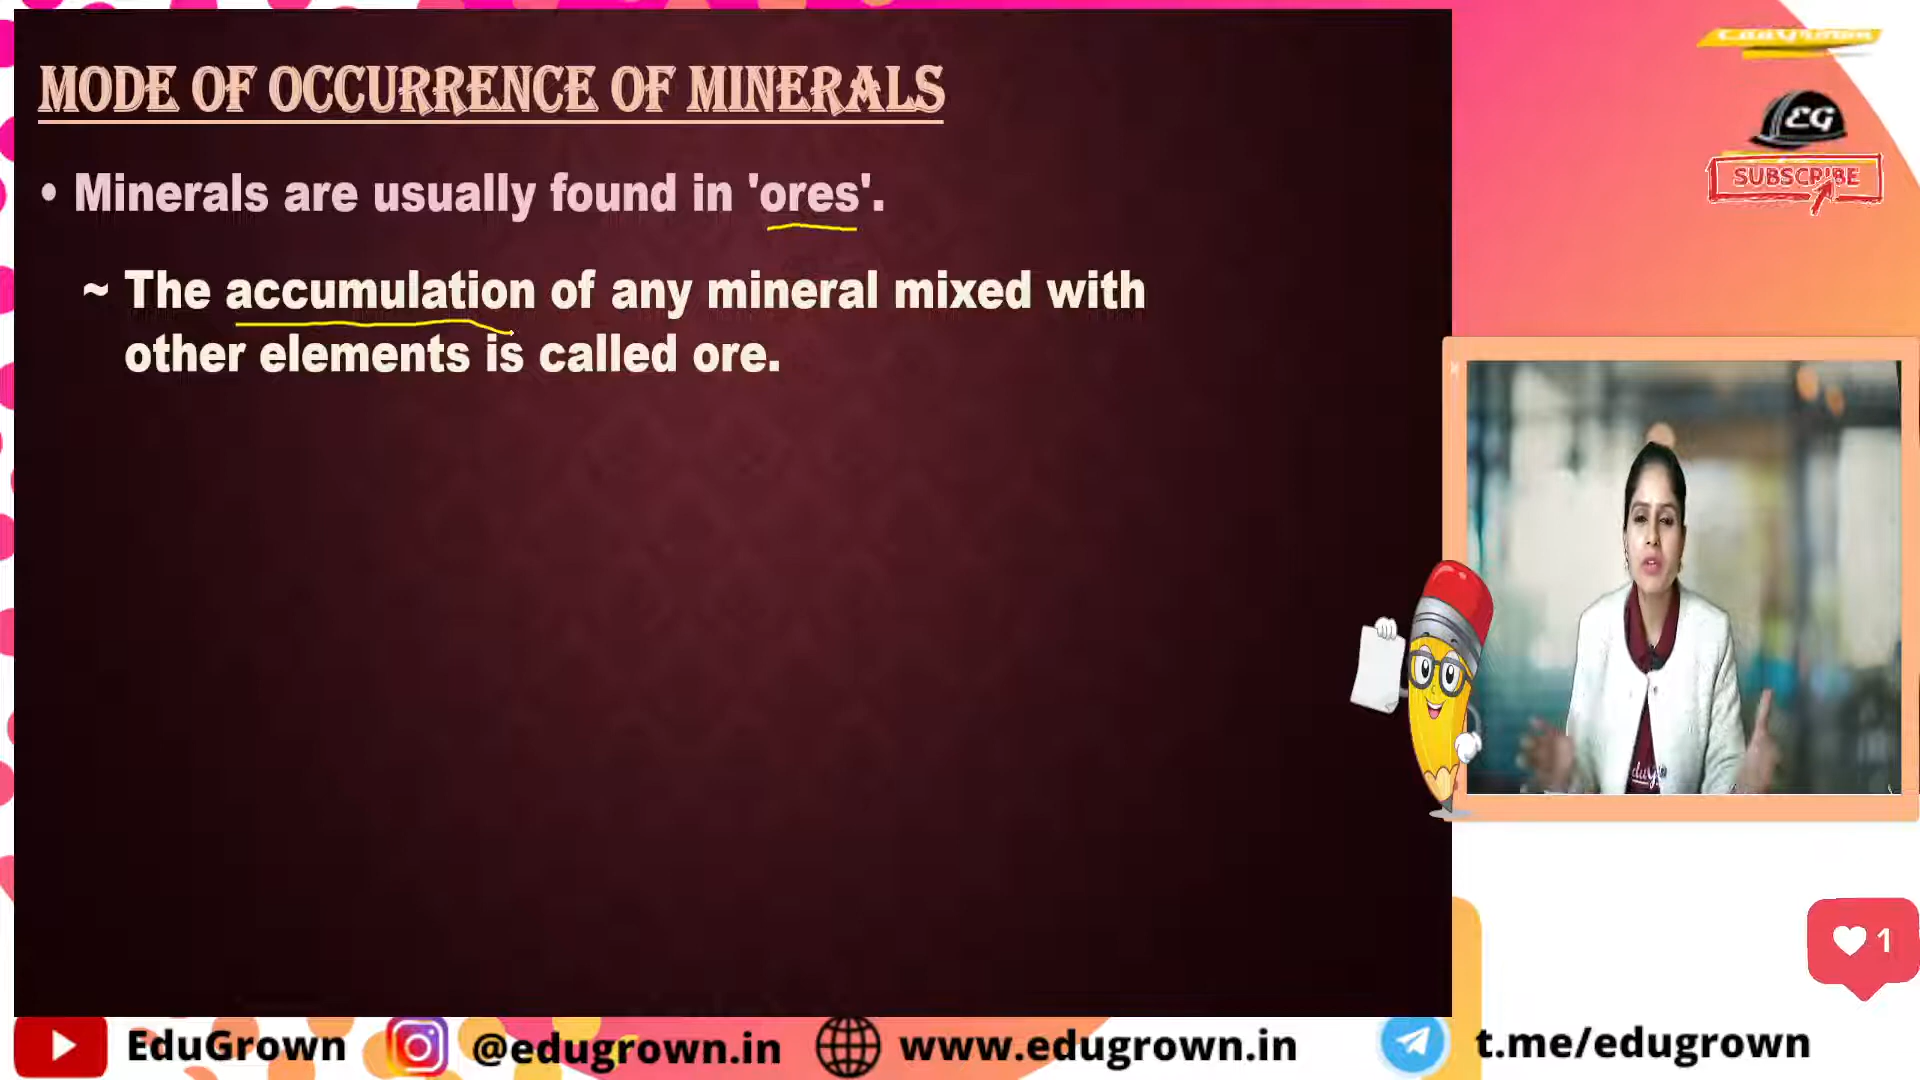 MODE OF OCCURRENCE OF MINERALS
• Minerals are usually found in 'ores'.
~ The accumulation of any mineral mixed with
other elements is called ore.
EduGrown
EG
SUBSCRIBE
1
EduGrown
@edugrown.in
www.edugrown.in
t.me/edugrown